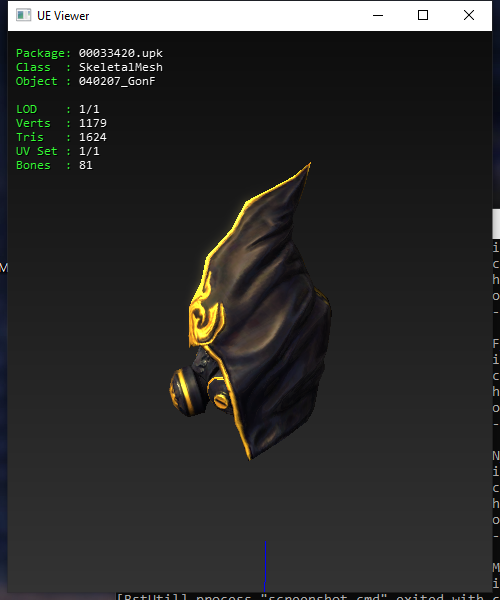 UE Viewer
Package: 00033420.upk
Class : SkeletalMesh
Object : 040207_GonF
LOD : 1/1
Verts : 1179
Tris : 1624
UV Set : 1/1
Bones : 81
M
i
c
h
o
-
F
i
c
h
o
-
N
i
c
h
o
-
M
i
[BstUtil] process "screenshot.cmd" exited with c